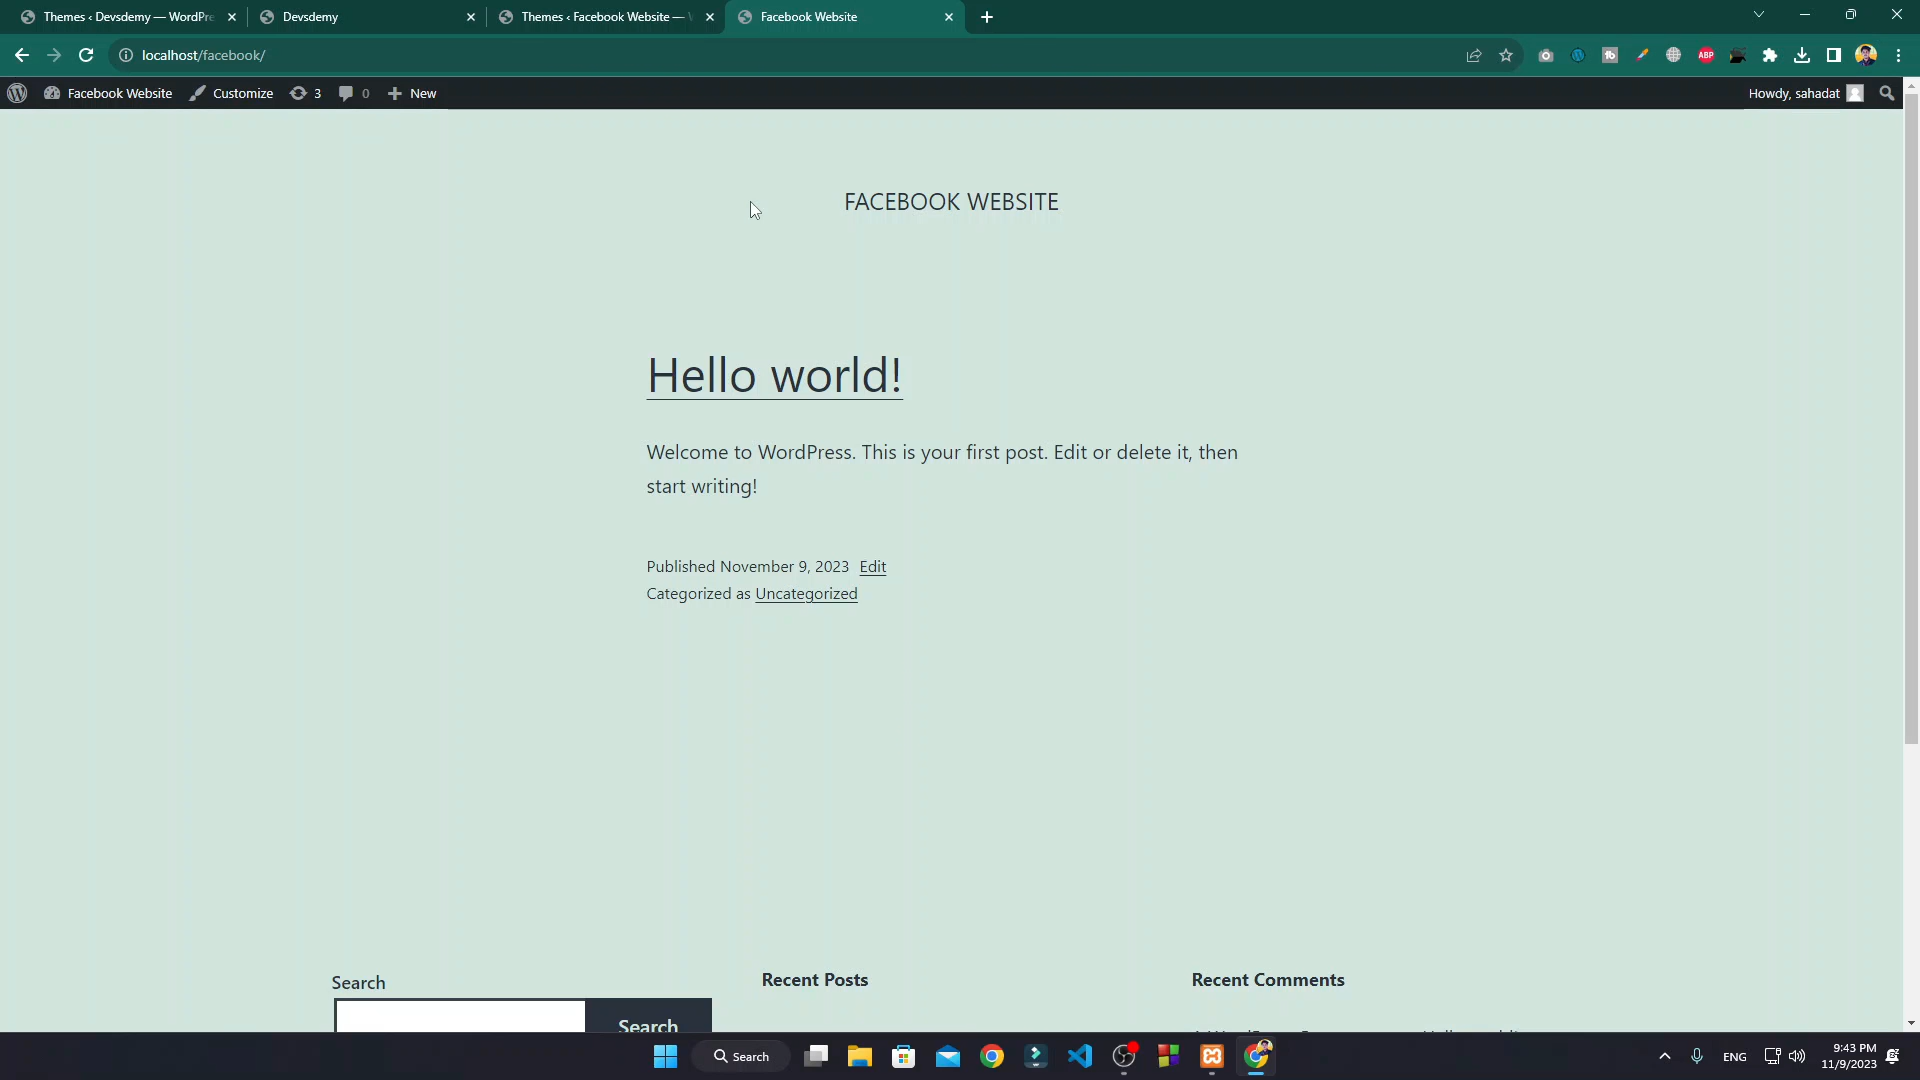 Themes ‹ Devsdemy — WordPre
Devsdemy
Themes ‹ Facebook Website —
Facebook Website
localhost/facebook/
ABP
Facebook Website
Customize
3
0
New
Howdy, sahadat
FACEBOOK WEBSITE
Hello world!
Welcome to WordPress. This is your first post. Edit or delete it, then
start writing!
Published November 9, 2023 Edit
Categorized as Uncategorized
Search
Recent Posts
Recent Comments
Search
Search
ENG
9:43 PM
11/9/2023